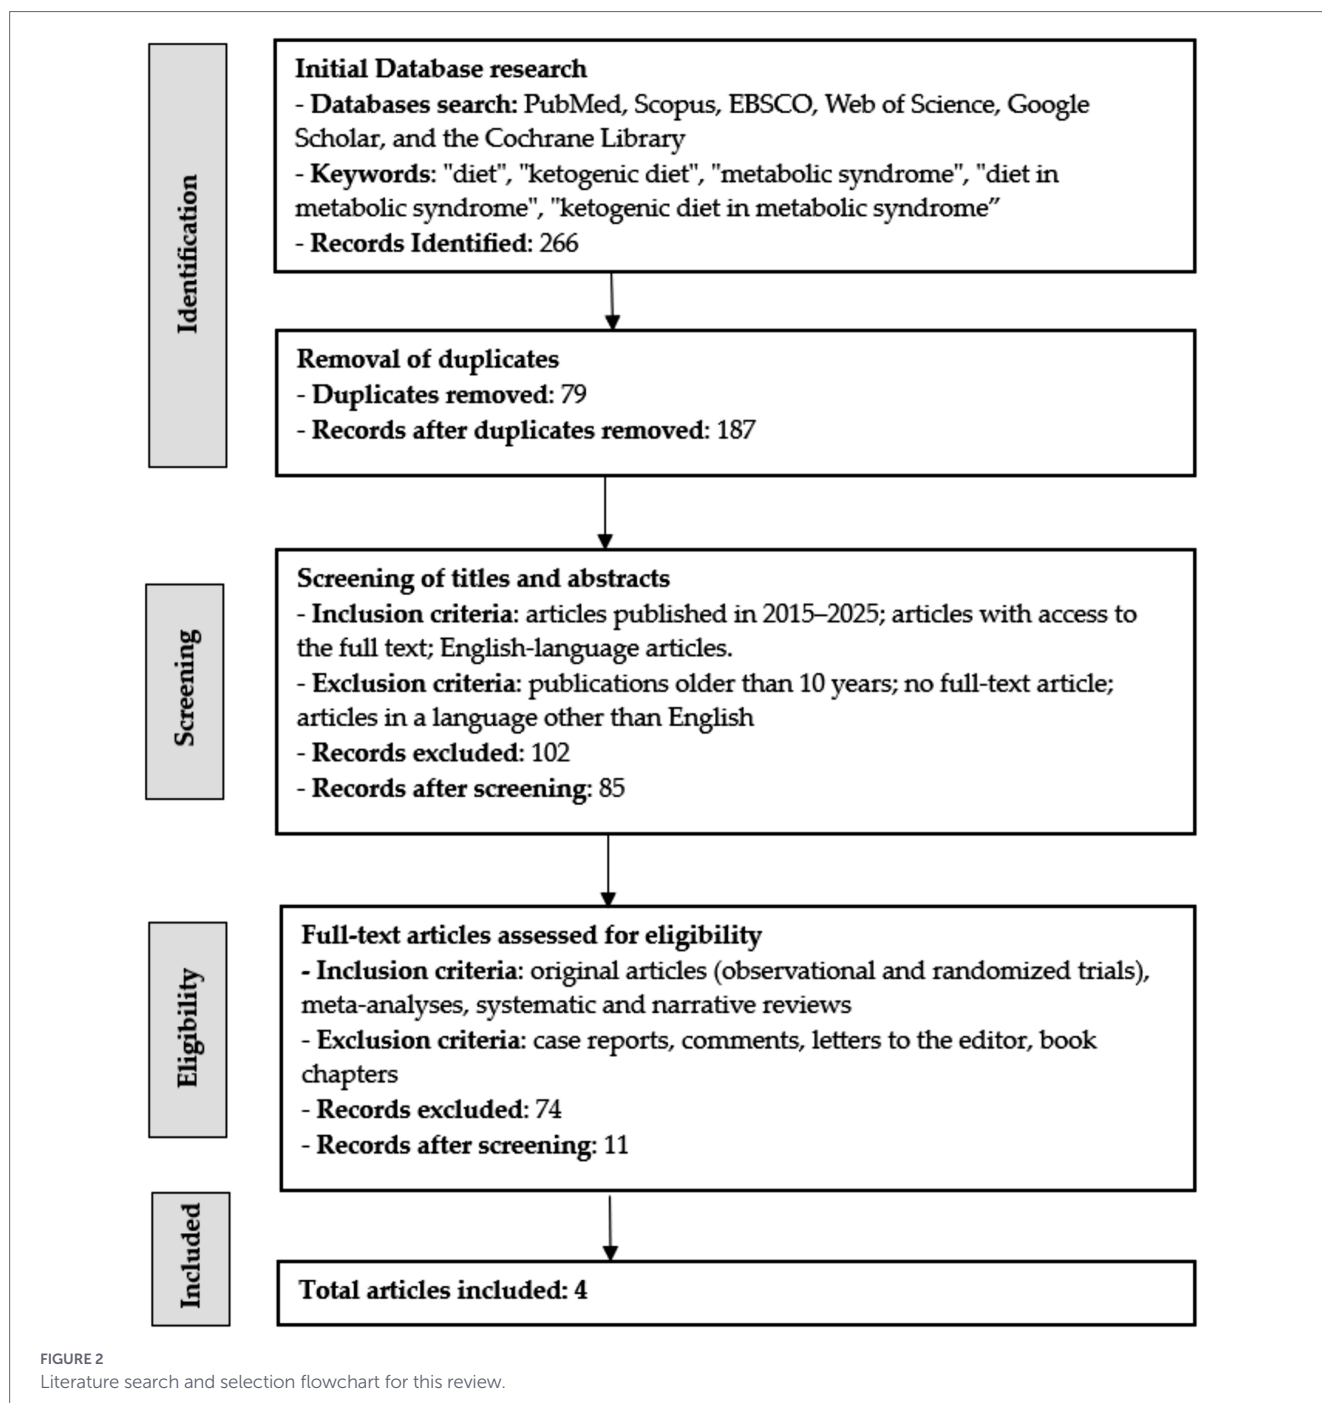 Identification
Initial Database research
- Databases search: PubMed, Scopus, EBSCO, Web of Science, Google
Scholar, and the Cochrane Library
- Keywords: "diet", "ketogenic diet", "metabolic syndrome", "diet in
metabolic syndrome", "ketogenic diet in metabolic syndrome”
- Records Identified: 266
Removal of duplicates
- Duplicates removed: 79
- Records after duplicates removed: 187
Screening
Screening of titles and abstracts
- Inclusion criteria: articles published in 2015–2025; articles with access to
the full text; English-language articles.
- Exclusion criteria: publications older than 10 years; no full-text article;
articles in a language other than English
- Records excluded: 102
- Records after screening: 85
Eligibility
Full-text articles assessed for eligibility
- Inclusion criteria: original articles (observational and randomized trials),
meta-analyses, systematic and narrative reviews
- Exclusion criteria: case reports, comments, letters to the editor, book
chapters
- Records excluded: 74
- Records after screening: 11
Included
Total articles included: 4
FIGURE 2
Literature search and selection flowchart for this review.